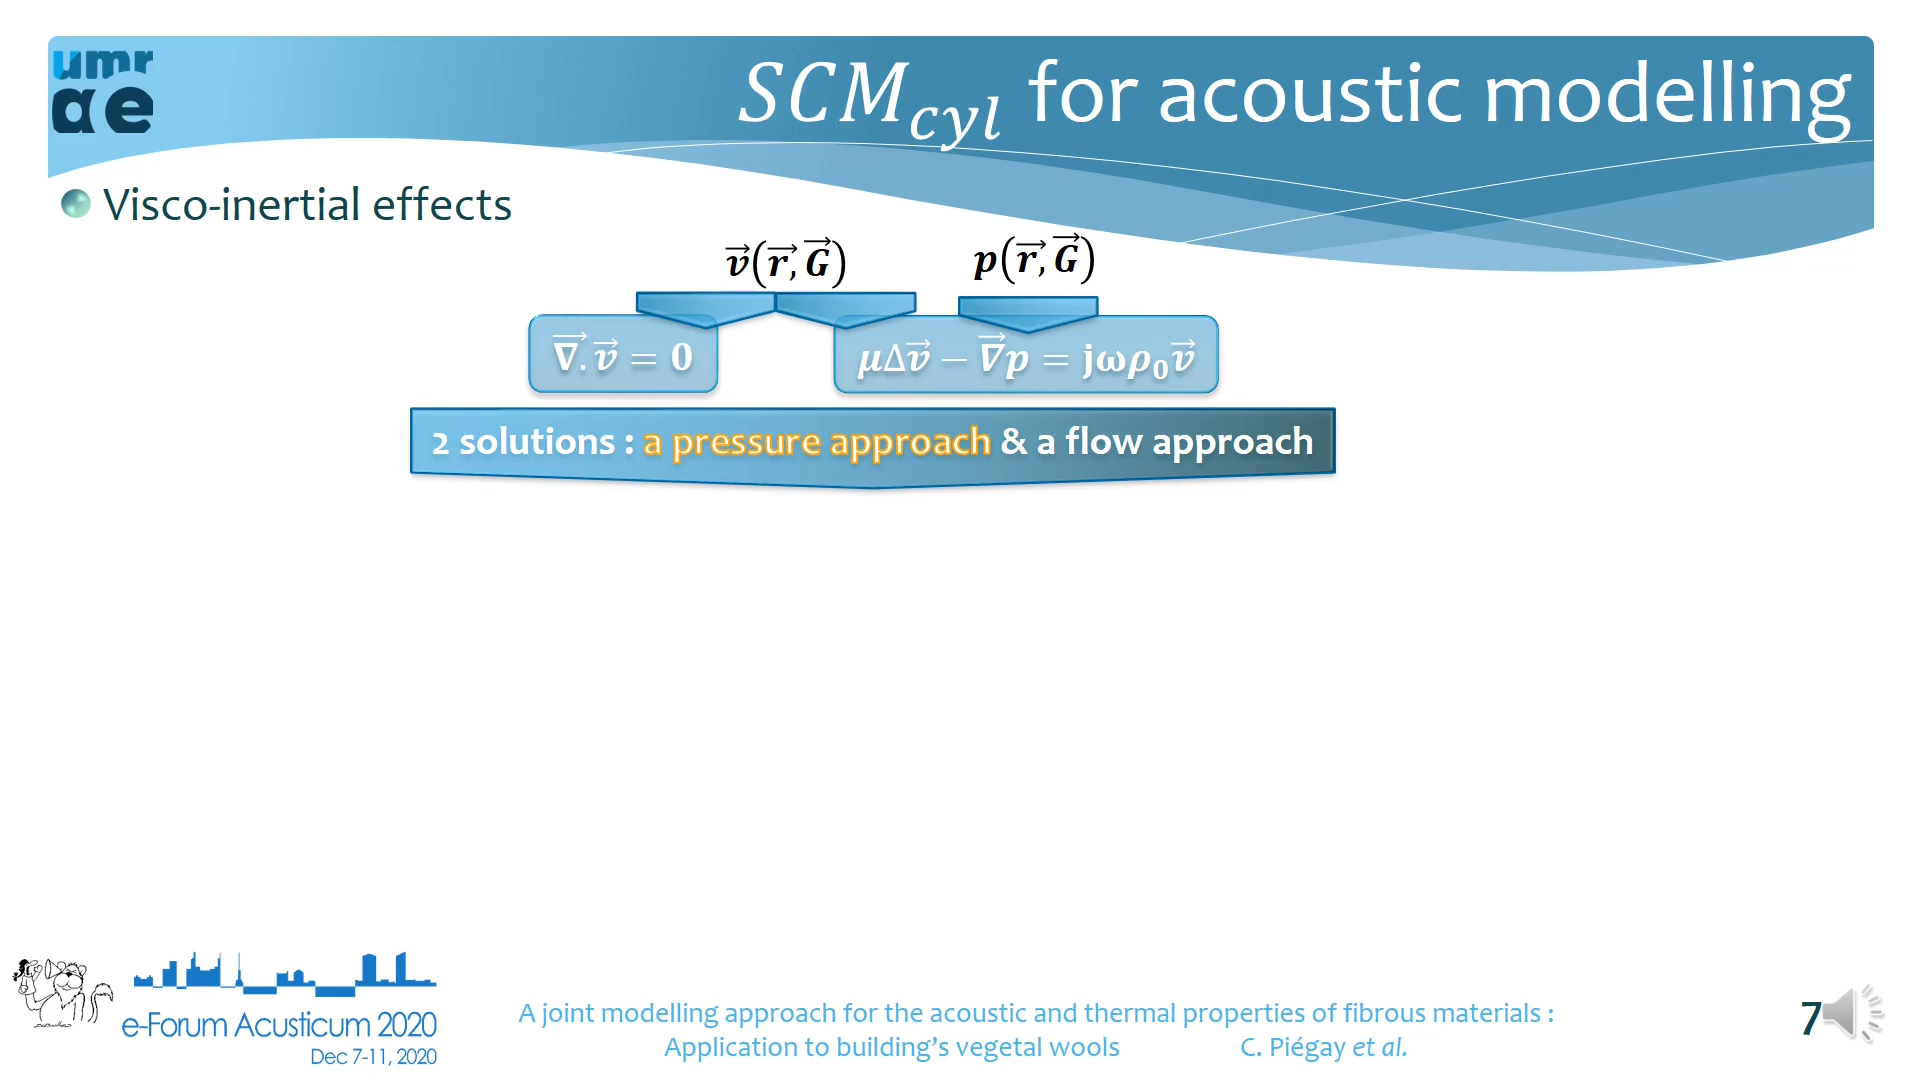 umr
ae
𝑆𝐶𝑀_{𝑐𝑦𝑙} for acoustic modelling
Visco-inertial effects
v⃗(r⃗, G⃗)
p(r⃗, G⃗)
∇⃗. v⃗ = 0
μΔv⃗ − ∇⃗p = jωρ₀v⃗
2 solutions : a pressure approach & a flow approach
e-Forum Acusticum 2020
Dec 7-11, 2020
A joint modelling approach for the acoustic and thermal properties of fibrous materials :
Application to building’s vegetal wools C. Piégay et al.
7